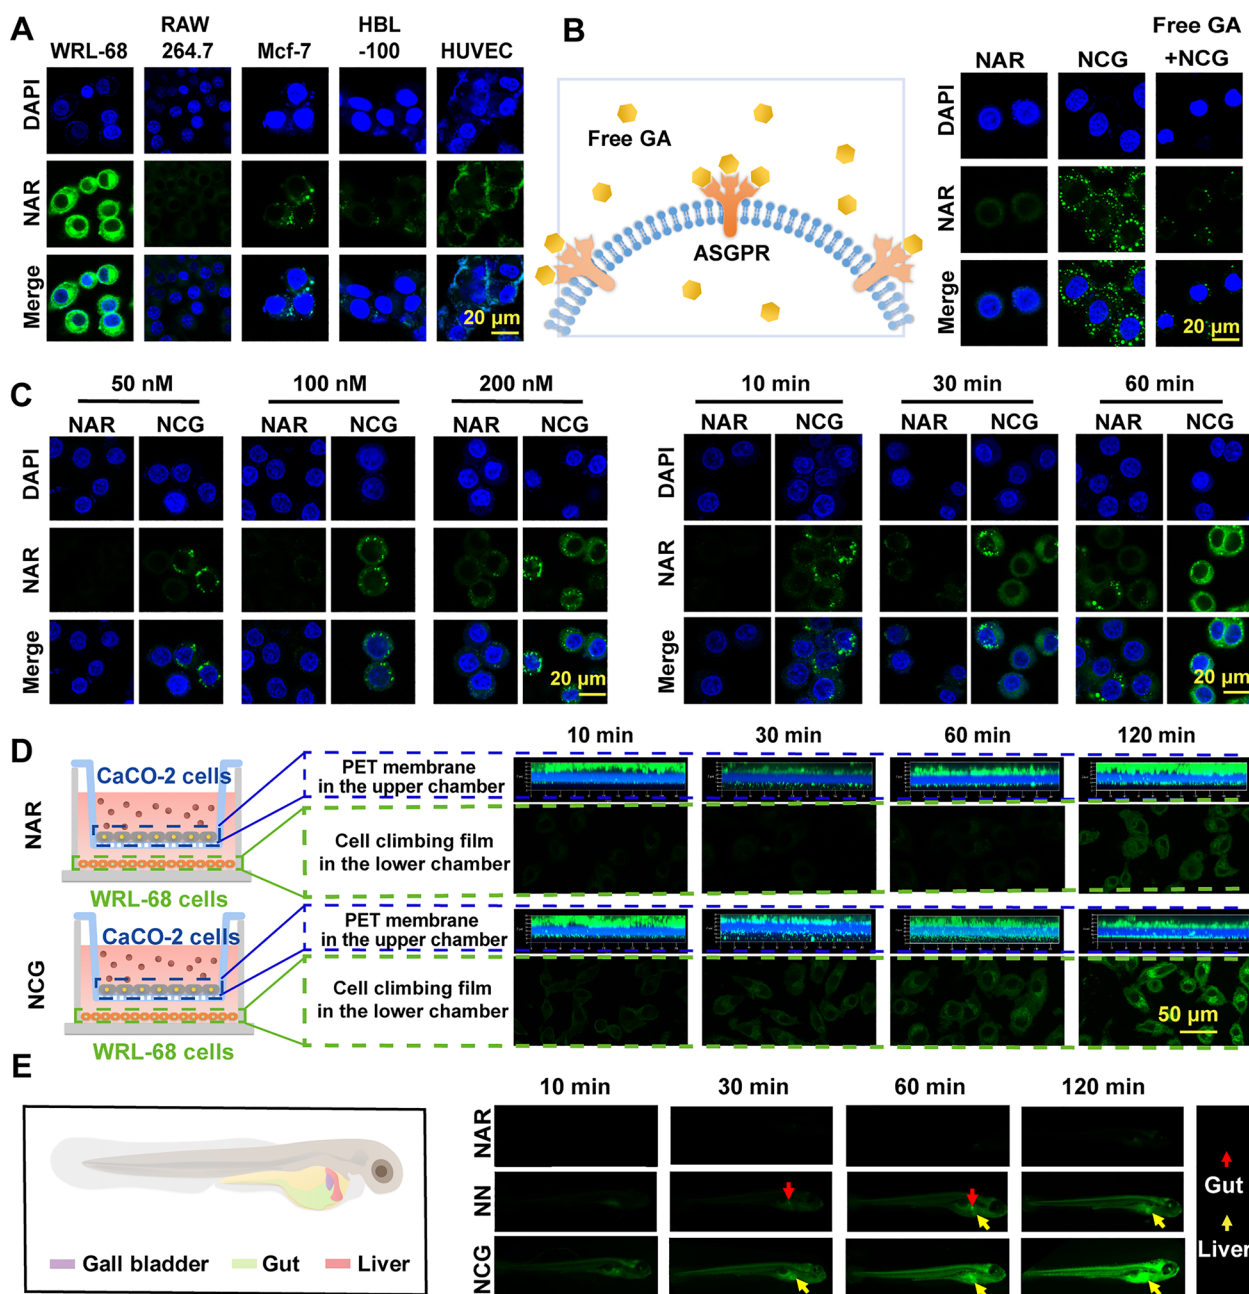 A
WRL-68
RAW
264.7
Mcf-7
HBL
-100
HUVEC
DAPI
NAR
Merge
20 μm
B
Free GA
ASGPR
NAR
NCG
Free GA
+NCG
DAPI
NAR
Merge
20 μm
C
50 nM
100 nM
200 nM
NAR
NCG
NAR
NCG
NAR
NCG
DAPI
NAR
Merge
20 μm
10 min
30 min
60 min
NAR
NCG
NAR
NCG
NAR
NCG
DAPI
NAR
Merge
20 μm
D
10 min
30 min
60 min
120 min
NAR
CaCO-2 cells
WRL-68 cells
PET membrane
in the upper chamber
Cell climbing film
in the lower chamber
NCG
CaCO-2 cells
WRL-68 cells
PET membrane
in the upper chamber
Cell climbing film
in the lower chamber
50 μm
E
Gall bladder
Gut
Liver
10 min
30 min
60 min
120 min
NAR
NN
NCG
Gut
Liver